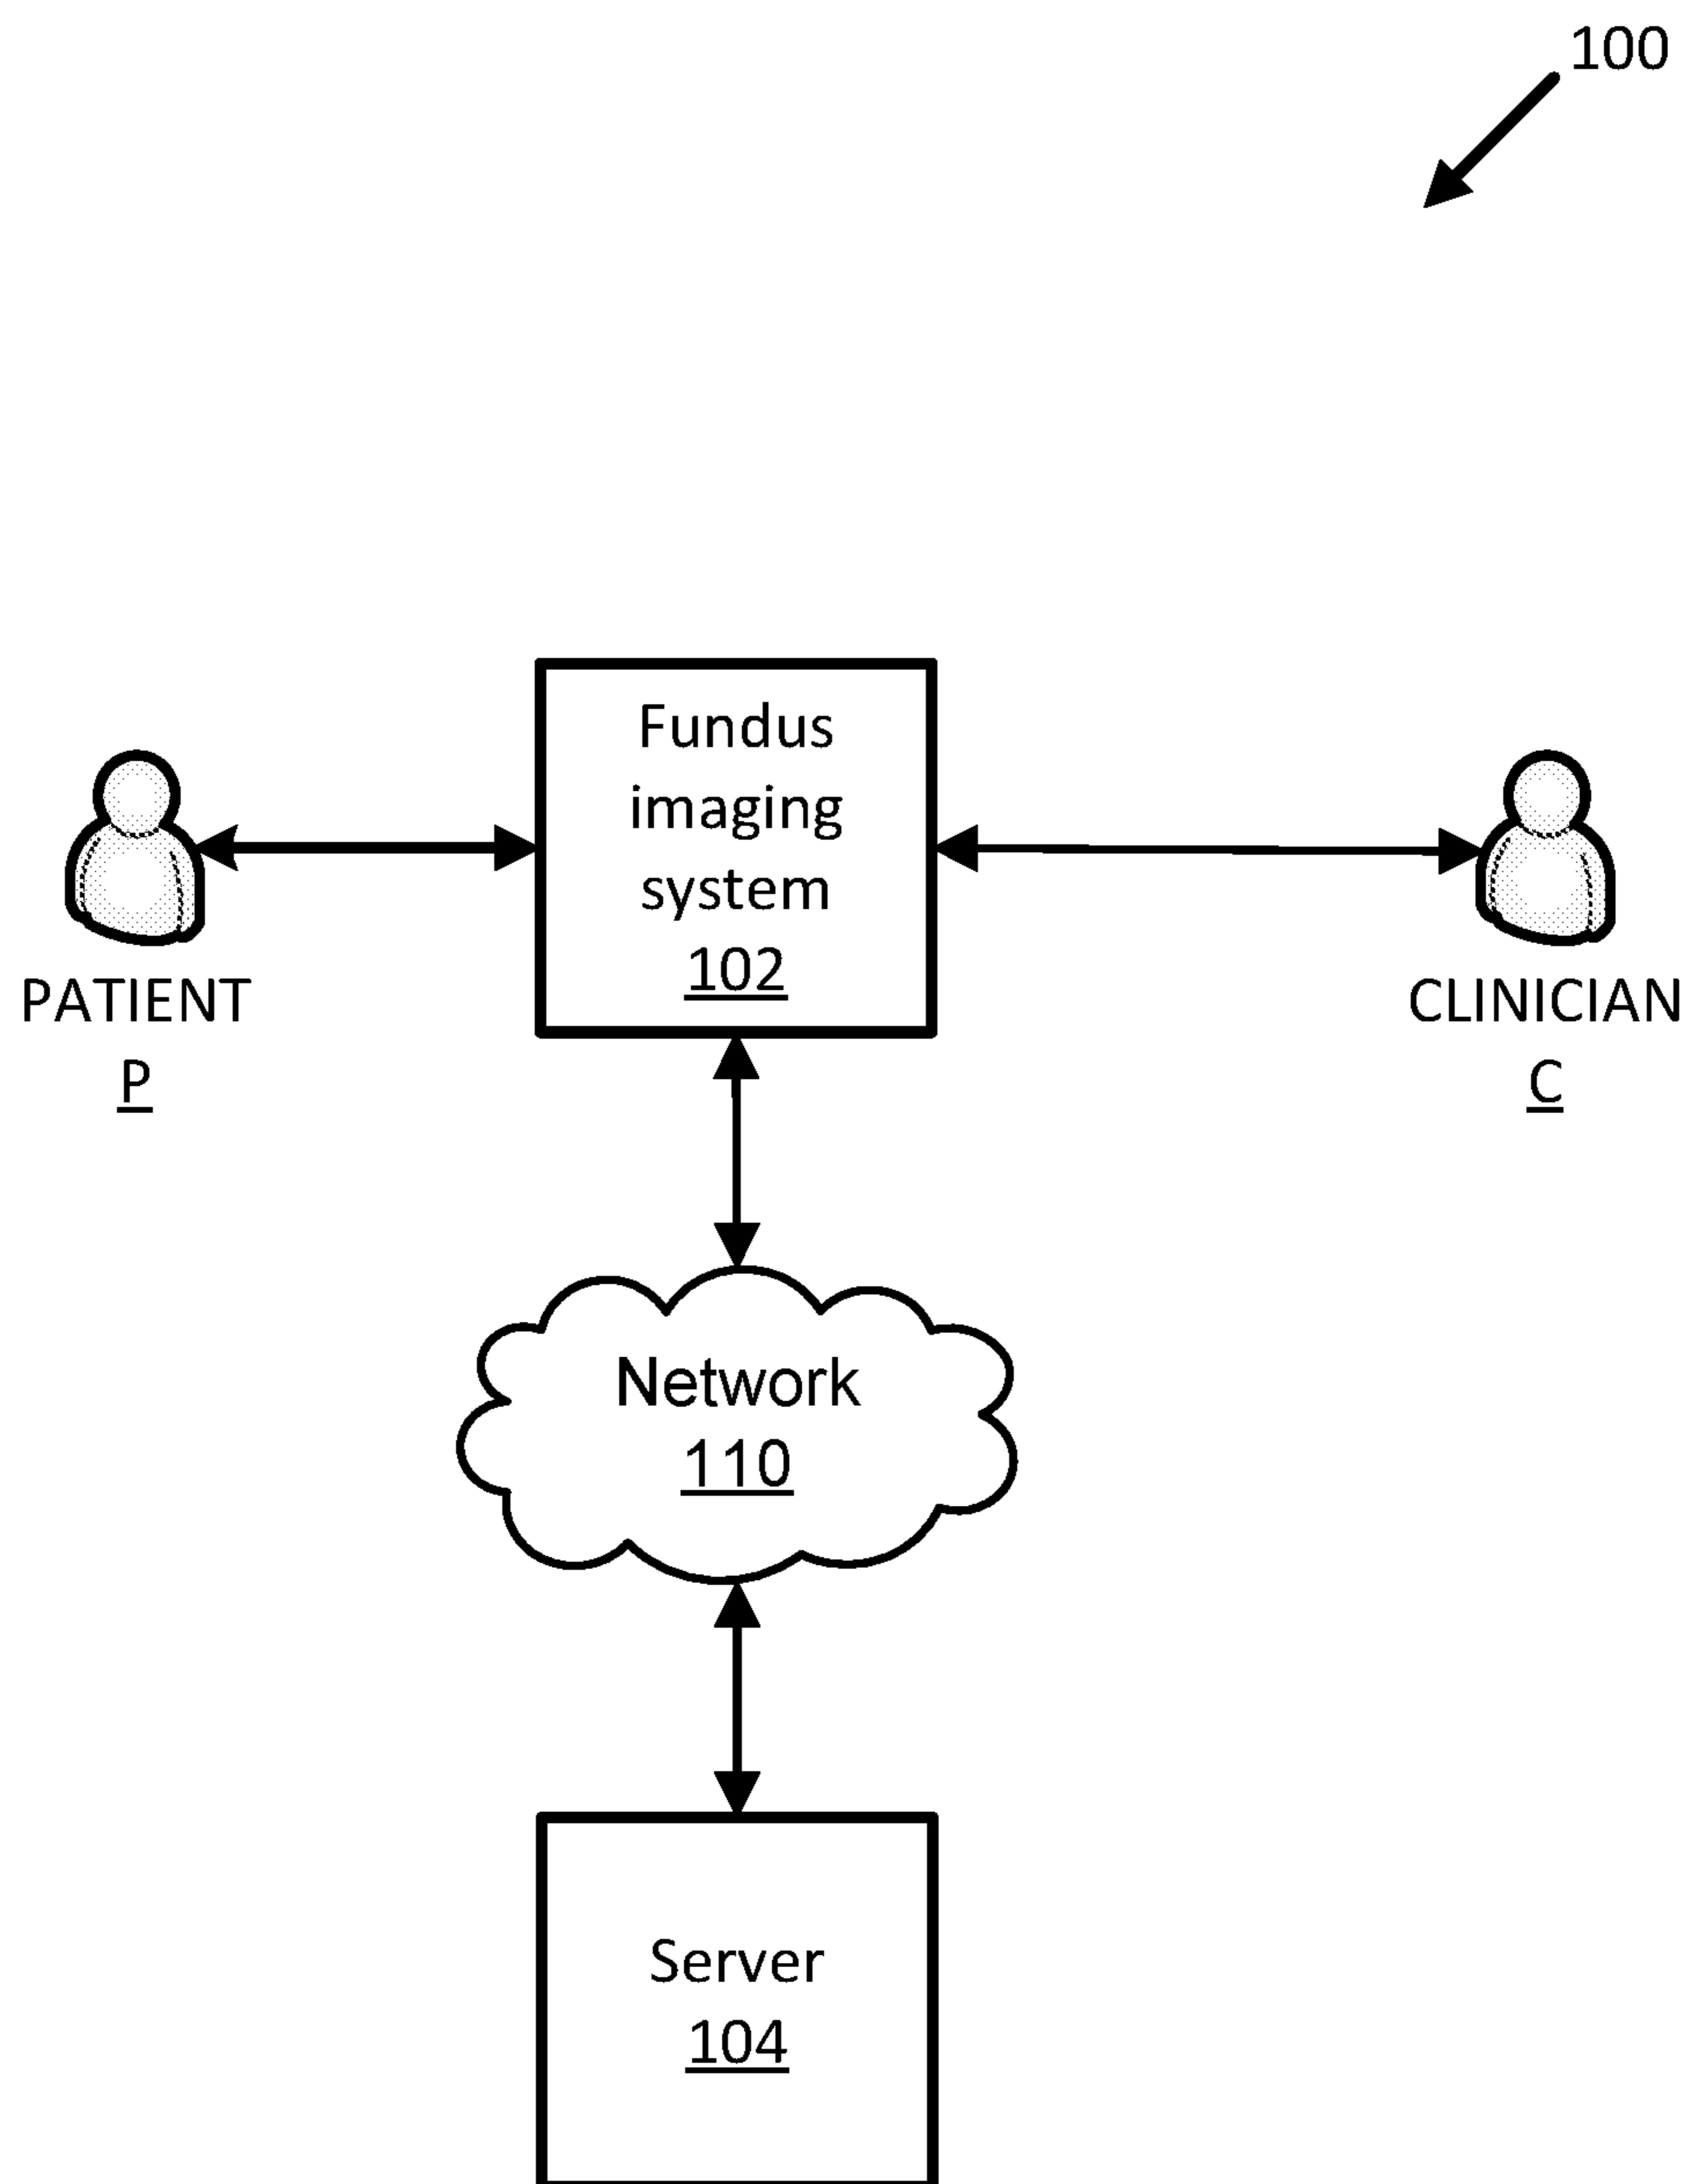 100
Fundus
imaging
system
102
PATIENT
P
CLINICIAN
C
Network
110
Server
104